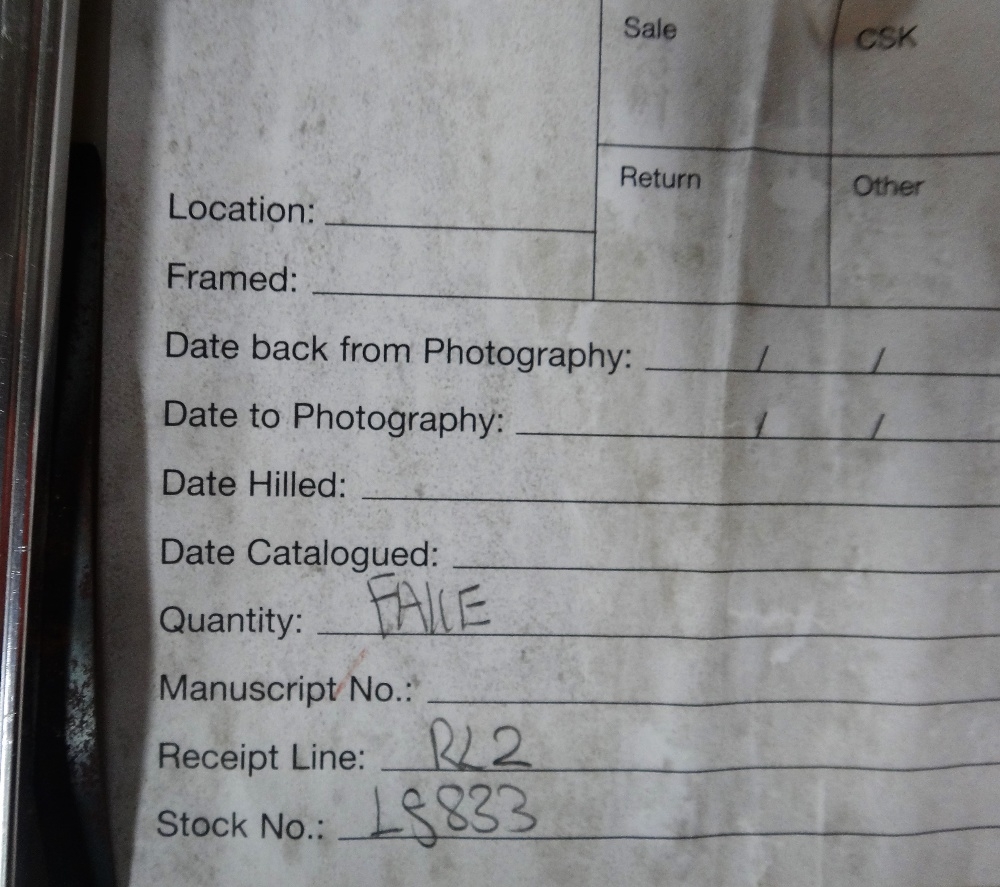 Sale CSK
Return Other
Location:
Framed:
Date back from Photography: / /
Date to Photography: / /
Date Hilled:
Date Catalogued:
Quantity: FAKE
Manuscript No.:
Receipt Line: RL2
Stock No.: LG833